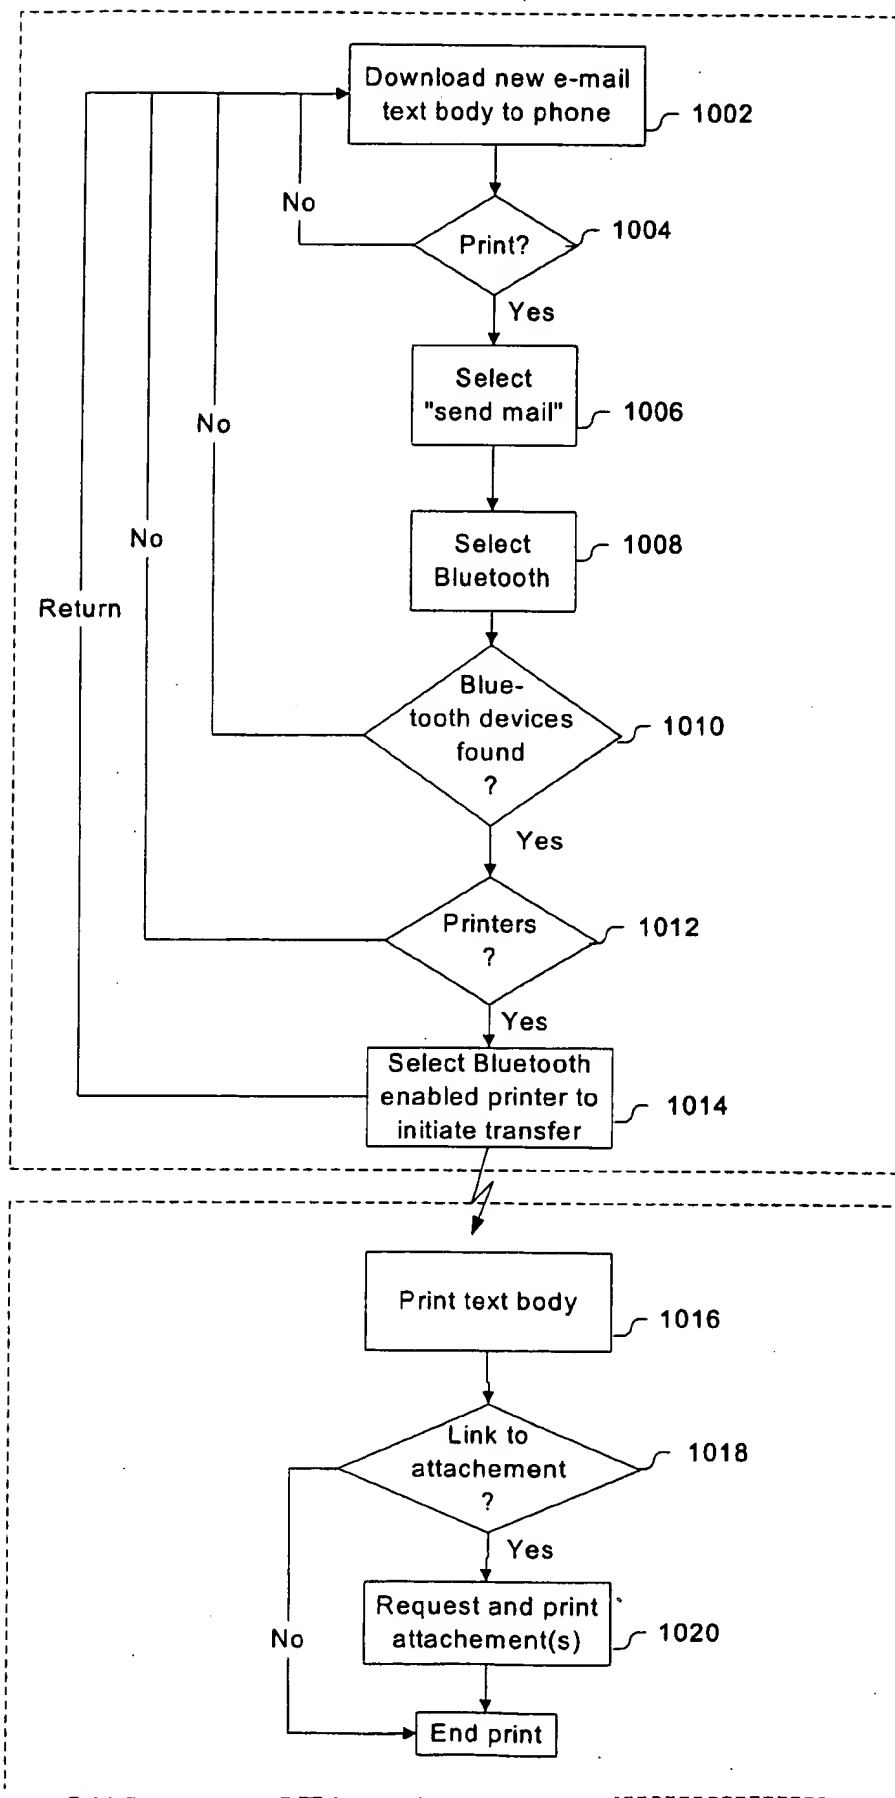 Download new e-mail
text body to phone
1002
No
Print?
1004
Yes
Select
"send mail"
1006
No
Select
Bluetooth
1008
No
Return
Blue-
tooth devices
found
?
1010
Yes
Printers
?
1012
Yes
Select Bluetooth
enabled printer to
initiate transfer
1014
Print text body
1016
Link to
attachement
?
1018
Yes
Request and print
attachement(s)
1020
No
End print